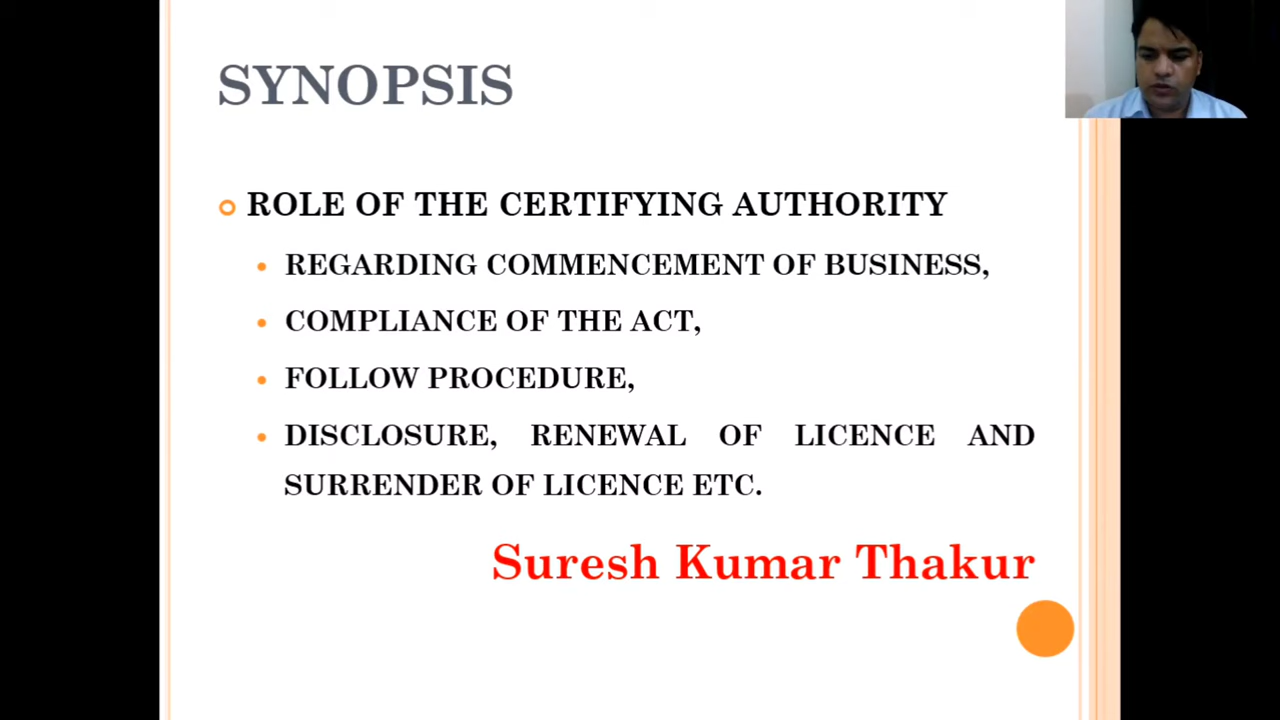 SYNOPSIS
ROLE OF THE CERTIFYING AUTHORITY
REGARDING COMMENCEMENT OF BUSINESS,
COMPLIANCE OF THE ACT,
FOLLOW PROCEDURE,
DISCLOSURE, RENEWAL OF LICENCE AND
SURRENDER OF LICENCE ETC.
Suresh Kumar Thakur